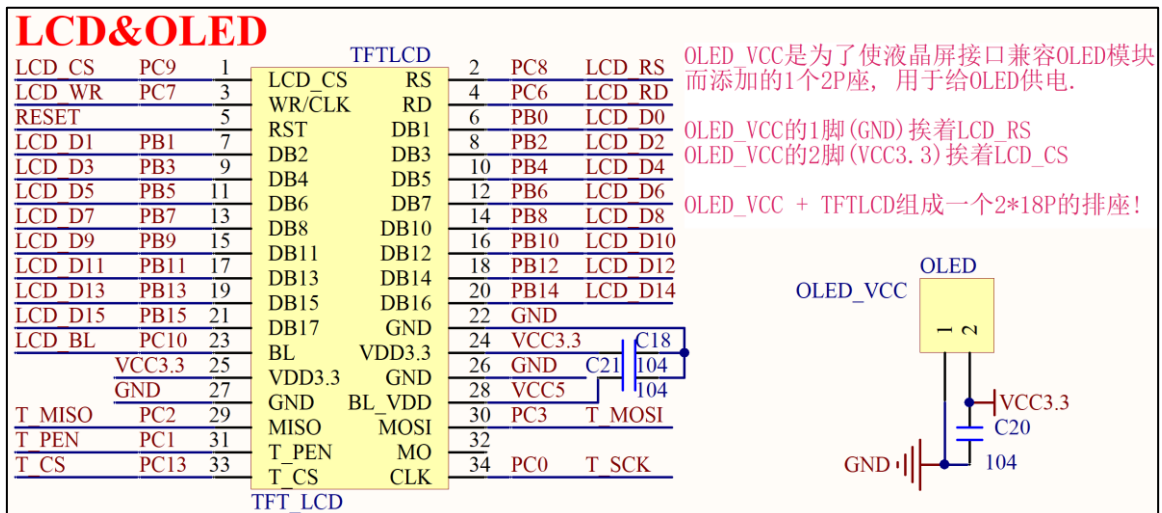 LCD&OLED
TFTLCD
LCD_CS PC9 1 LCD_CS RS 2 PC8 LCD_RS
LCD_WR PC7 3 WR/CLK RD 4 PC6 LCD_RD
RESET 5 RST DB1 6 PB0 LCD_D0
LCD_D1 PB1 7 DB2 DB3 8 PB2 LCD_D2
LCD_D3 PB3 9 DB4 DB5 10 PB4 LCD_D4
LCD_D5 PB5 11 DB6 DB7 12 PB6 LCD_D6
LCD_D7 PB7 13 DB8 DB10 14 PB8 LCD_D8
LCD_D9 PB9 15 DB11 DB12 16 PB10 LCD_D10
LCD_D11 PB11 17 DB13 DB14 18 PB12 LCD_D12
LCD_D13 PB13 19 DB15 DB16 20 PB14 LCD_D14
LCD_D15 PB15 21 DB17 GND 22 GND
LCD_BL PC10 23 BL VDD3.3 24 VCC3.3 C18 104
VCC3.3 25 VDD3.3 GND 26 GND C21 104
GND 27 GND BL_VDD 28 VCC5
T_MISO PC2 29 MISO MOSI 30 PC3 T_MOSI
T_PEN PC1 31 T_PEN MO 32
T_CS PC13 33 T_CS CLK 34 PC0 T_SCK
TFT_LCD
OLED_VCC是为了使液晶屏接口兼容OLED模块
而添加的1个2P座, 用于给OLED供电.
OLED_VCC的1脚(GND)挨着LCD_RS
OLED_VCC的2脚(VCC3.3)挨着LCD_CS
OLED_VCC + TFTLCD组成一个2*18P的排座!
OLED
OLED_VCC
1 2
VCC3.3
C20
GND 104